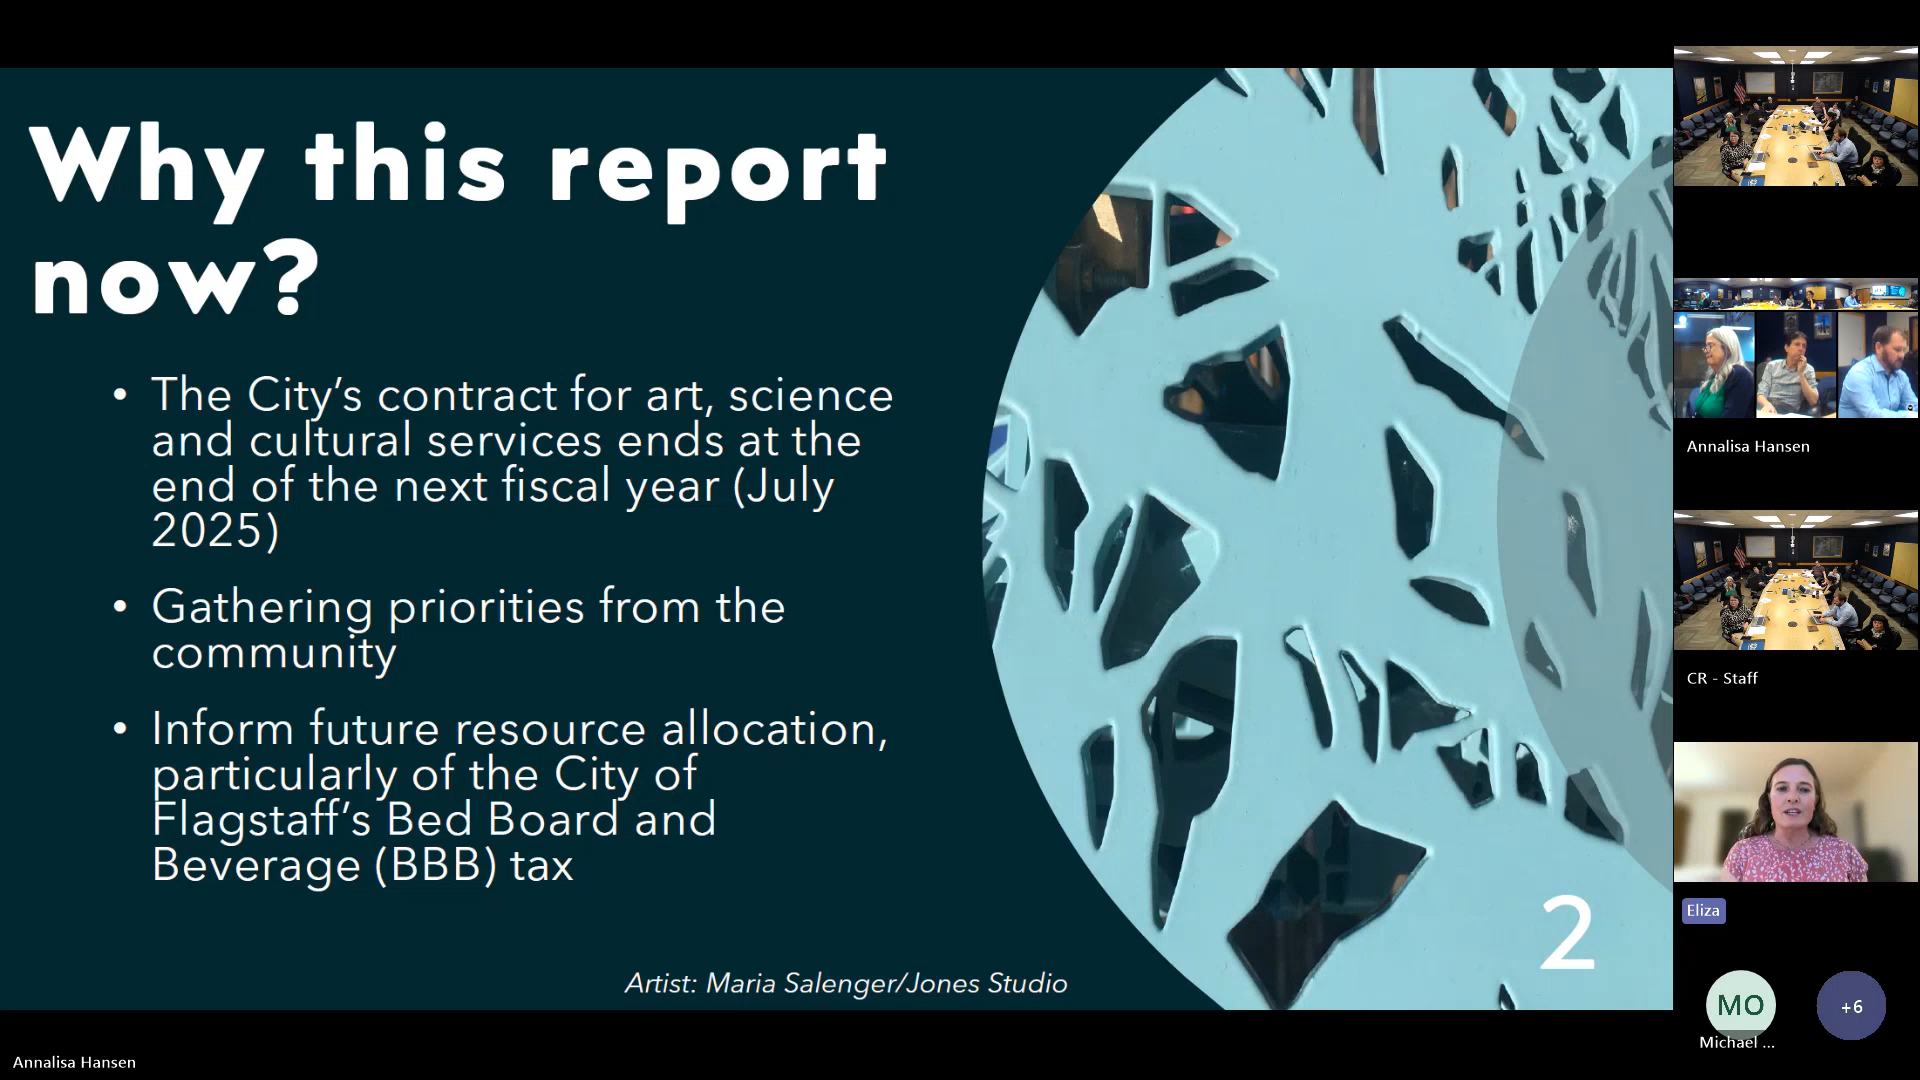 Why this report
now?
• The City’s contract for art, science
and cultural services ends at the
end of the next fiscal year (July
2025)
• Gathering priorities from the
community
• Inform future resource allocation,
particularly of the City of
Flagstaff’s Bed Board and
Beverage (BBB) tax
Artist: Maria Salenger/Jones Studio
2
Annalisa Hansen
Annalisa Hansen
CR - Staff
Eliza
MO
Michael ...
+6